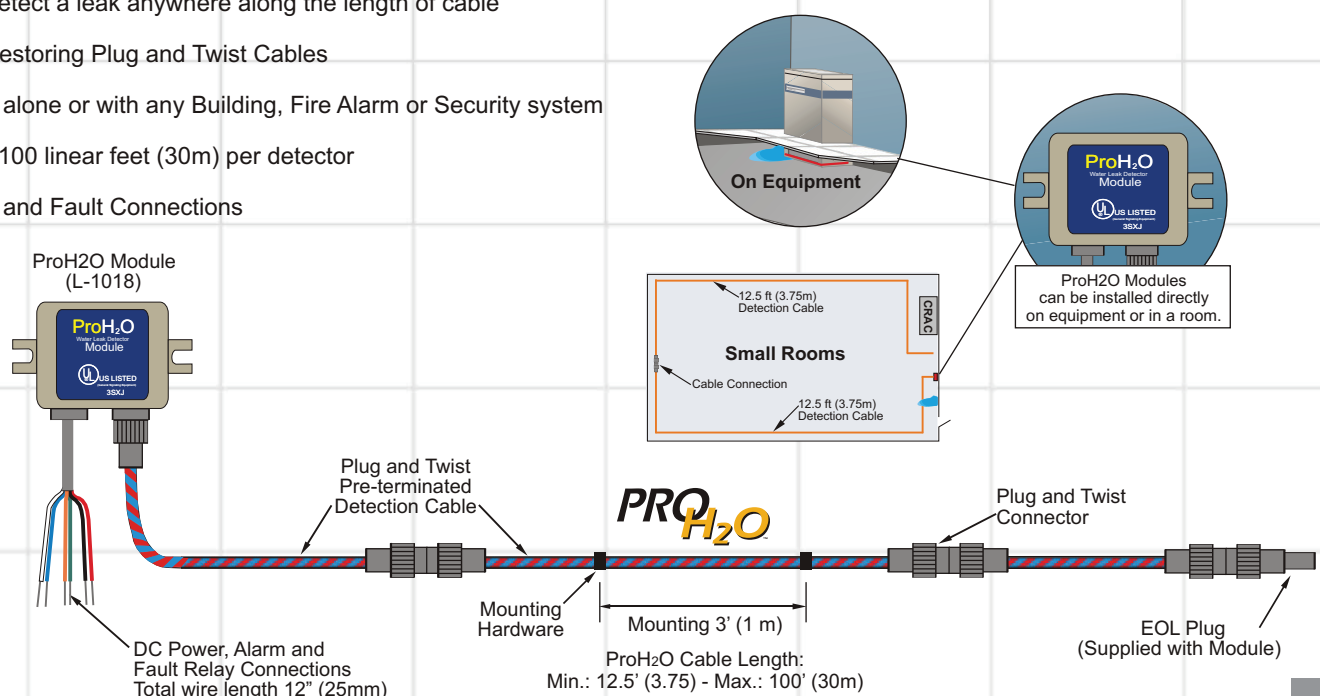 etect a leak anywhere along the length of cable
estoring Plug and Twist Cables
alone or with any Building, Fire Alarm or Security system
100 linear feet (30m) per detector
and Fault Connections
On Equipment
ProH₂O
Water Leak Detector
Module
UL US LISTED
3SXJ
ProH2O Modules
can be installed directly
on equipment or in a room.
12.5 ft (3.75m)
Detection Cable
CRAC
Small Rooms
Cable Connection
12.5 ft (3.75m)
Detection Cable
ProH2O Module
(L-1018)
ProH₂O
Water Leak Detector
Module
UL US LISTED
3SXJ
Plug and Twist
Pre-terminated
Detection Cable
PRO
H₂O
Plug and Twist
Connector
Mounting
Hardware
Mounting 3' (1 m)
EOL Plug
(Supplied with Module)
DC Power, Alarm and
Fault Relay Connections
Total wire length 12" (25mm)
ProH₂O Cable Length:
Min.: 12.5' (3.75) - Max.: 100' (30m)